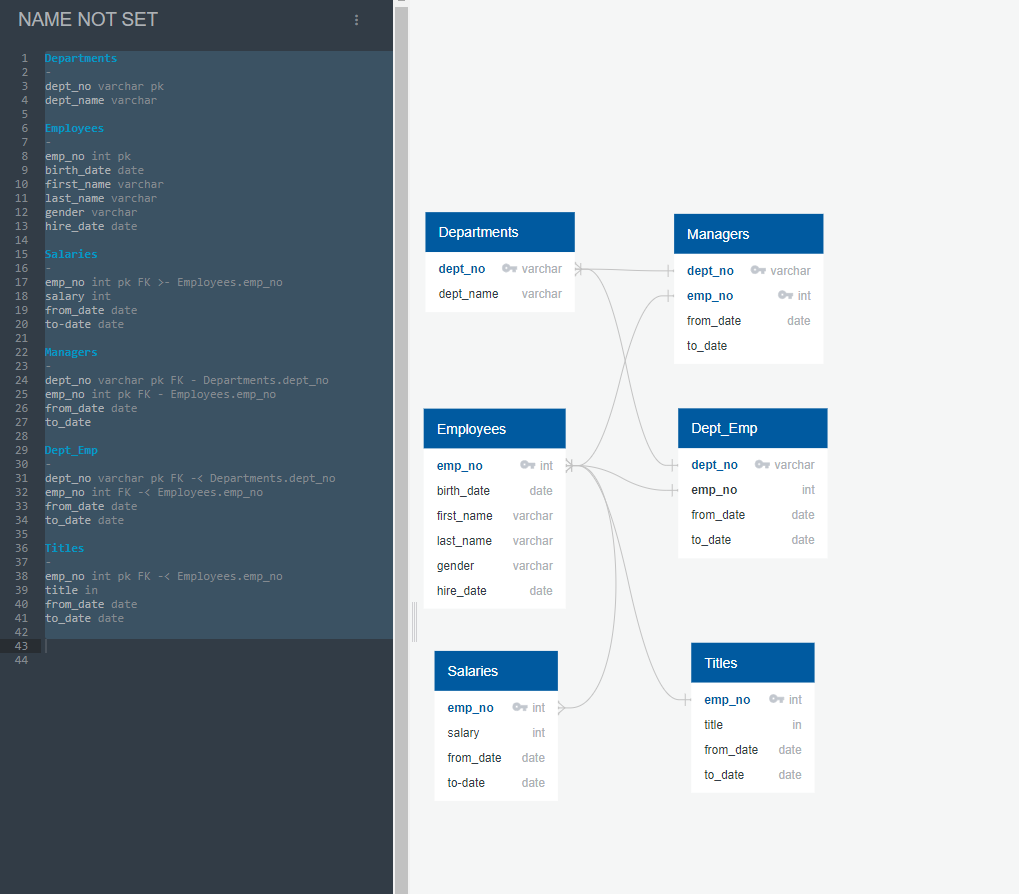 NAME NOT SET
1 Departments
2 -
3 dept_no varchar pk
4 dept_name varchar
5
6 Employees
7 -
8 emp_no int pk
9 birth_date date
10 first_name varchar
11 last_name varchar
12 gender varchar
13 hire_date date
14
15 Salaries
16 -
17 emp_no int pk FK >- Employees.emp_no
18 salary int
19 from_date date
20 to-date date
21
22 Managers
23 -
24 dept_no varchar pk FK - Departments.dept_no
25 emp_no int pk FK - Employees.emp_no
26 from_date date
27 to_date
28
29 Dept_Emp
30 -
31 dept_no varchar pk FK -< Departments.dept_no
32 emp_no int FK -< Employees.emp_no
33 from_date date
34 to_date date
35
36 Titles
37 -
38 emp_no int pk FK -< Employees.emp_no
39 title in
40 from_date date
41 to_date date
42
43
44
Departments
dept_no varchar
dept_name varchar
Managers
dept_no varchar
emp_no int
from_date date
to_date
Employees
emp_no int
birth_date date
first_name varchar
last_name varchar
gender varchar
hire_date date
Dept_Emp
dept_no varchar
emp_no int
from_date date
to_date date
Salaries
emp_no int
salary int
from_date date
to-date date
Titles
emp_no int
title in
from_date date
to_date date